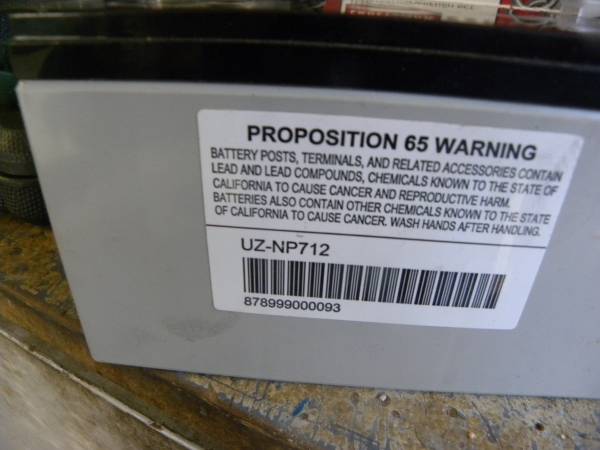 PROPOSITION 65 WARNING
BATTERY POSTS, TERMINALS, AND RELATED ACCESSORIES CONTAIN
LEAD AND LEAD COMPOUNDS, CHEMICALS KNOWN TO THE STATE OF
CALIFORNIA TO CAUSE CANCER AND REPRODUCTIVE HARM.
BATTERIES ALSO CONTAIN OTHER CHEMICALS KNOWN TO THE STATE
OF CALIFORNIA TO CAUSE CANCER. WASH HANDS AFTER HANDLING.
UZ-NP712
878999000093